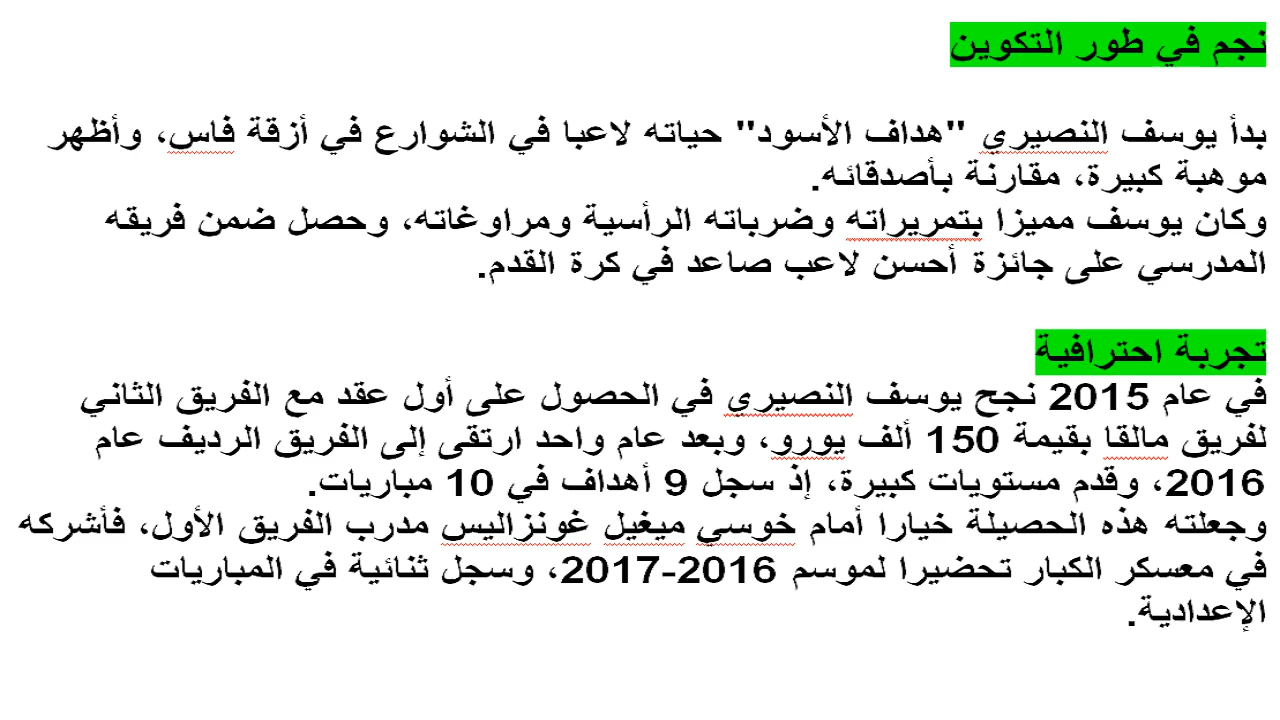 نجم في طور التكوين
بدأ يوسف النصيري "هداف الأسود" حياته لاعبا في الشوارع في أزقة فاس، وأظهر
موهبة كبيرة، مقارنة بأصدقائه.
وكان يوسف مميزا بتمريراته وضرباته الرأسية ومراوغاته، وحصل ضمن فريقه
المدرسي على جائزة أحسن لاعب صاعد في كرة القدم.
تجربة احترافية
في عام 2015 نجح يوسف النصيري في الحصول على أول عقد مع الفريق الثاني
لفريق مالقا بقيمة 150 ألف يورو، وبعد عام واحد ارتقى إلى الفريق الرديف عام
2016، وقدم مستويات كبيرة، إذ سجل 9 أهداف في 10 مباريات.
وجعلته هذه الحصيلة خيارا أمام خوسي ميغيل غونزاليس مدرب الفريق الأول، فأشركه
في معسكر الكبار تحضيرا لموسم 2016-2017، وسجل ثنائية في المباريات
الإعدادية.